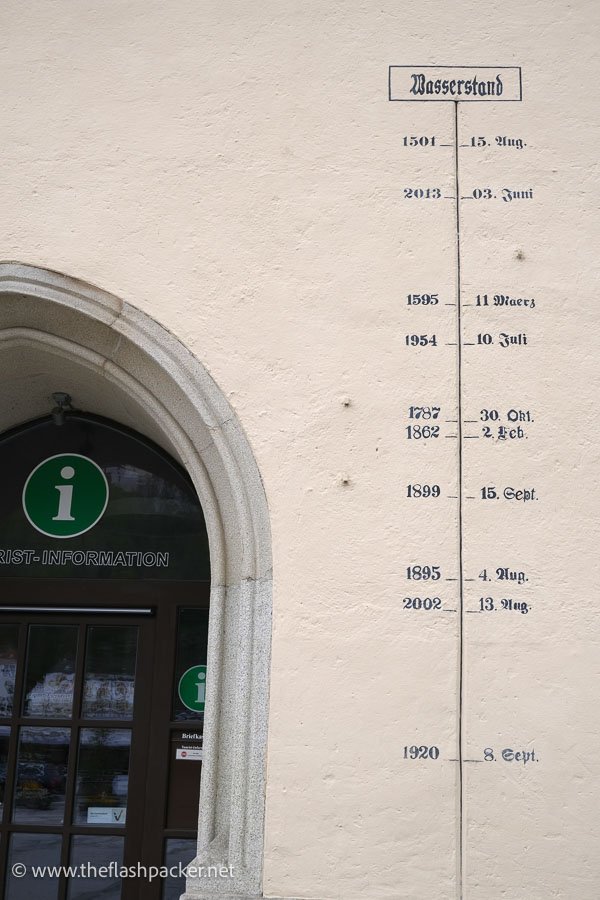 Wasserstand
1501 15. Aug.
2013 03. Juni
1595 11 Maerz
1954 10. Juli
1787 30. Okt.
1862 2. Feb.
1899 15. Sept.
1895 4. Aug.
2002 13. Aug.
1920 8. Sept.
i
RIST-INFORMATION
i
Briefkas
© www.theflashpacker.net